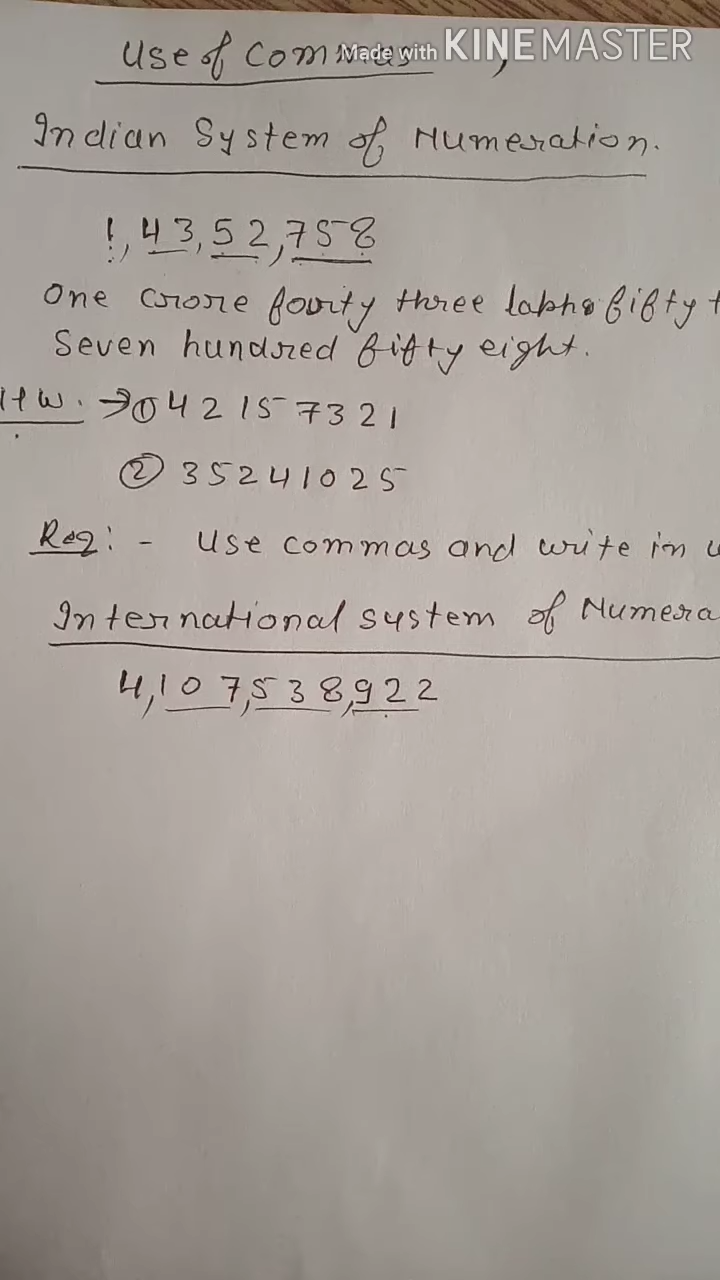 Use of Commas ,
Made with KINEMASTER
Indian System of Numeration.
1,43,52,758
One crore fourty three lakhs fifty
Seven hundred fifty eight.
H W. → ① 42157321
② 35241025
Req: - Use commas and write in
International system of Numera
4,107,538,922